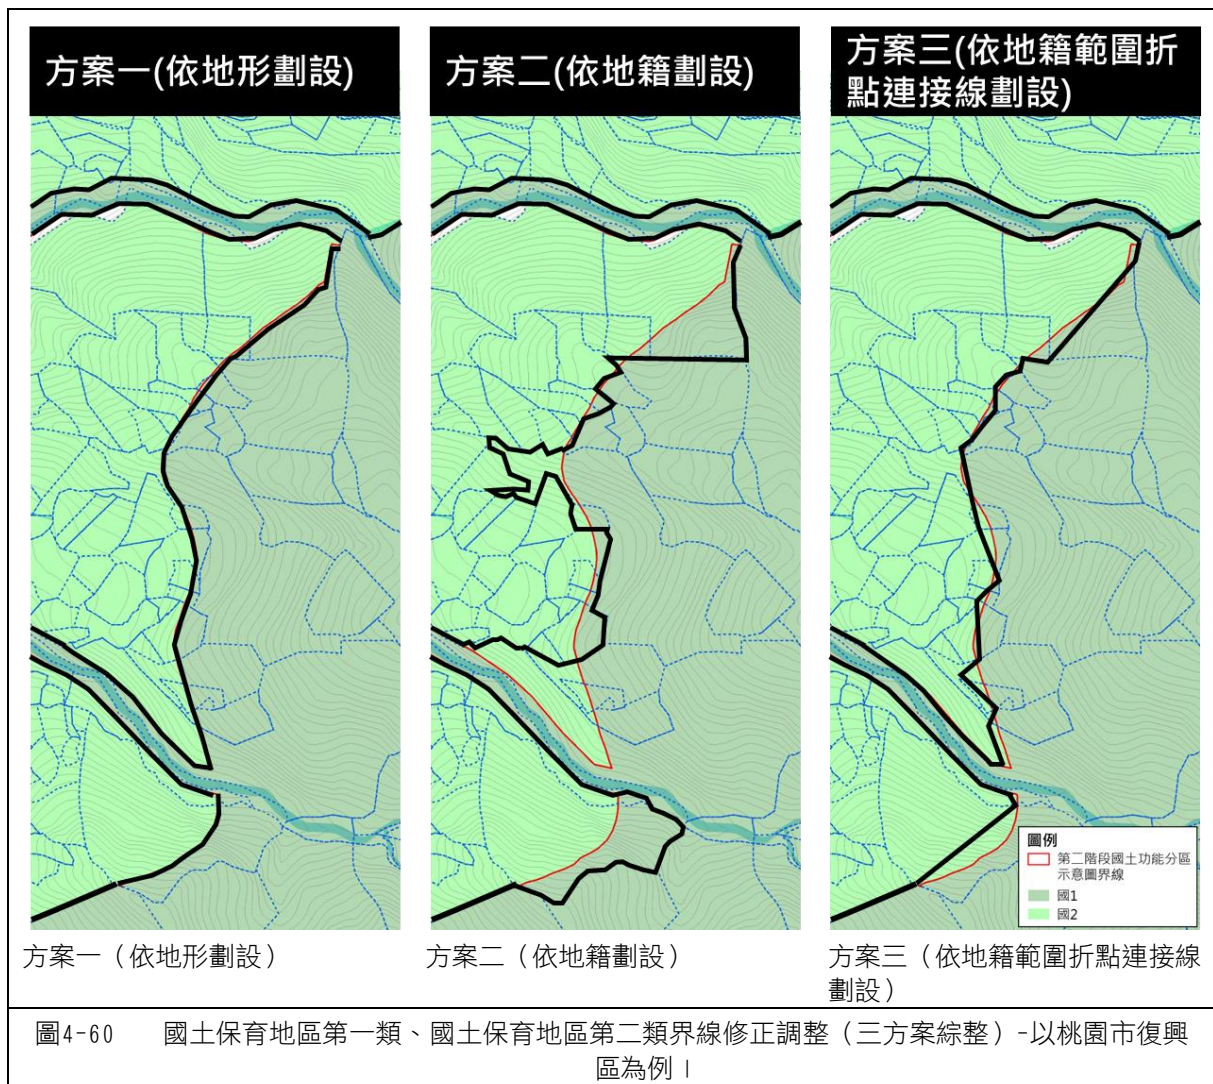 方案一(依地形劃設)
方案二(依地籍劃設)
方案三(依地籍範圍折
點連接線劃設)
圖例
第二階段國土功能分區
示意圖界線
國1
國2
方案一（依地形劃設）
方案二（依地籍劃設）
方案三（依地籍範圍折點連接線
劃設）
圖4-60 國土保育地區第一類、國土保育地區第二類界線修正調整（三方案綜整）-以桃園市復興
區為例 I